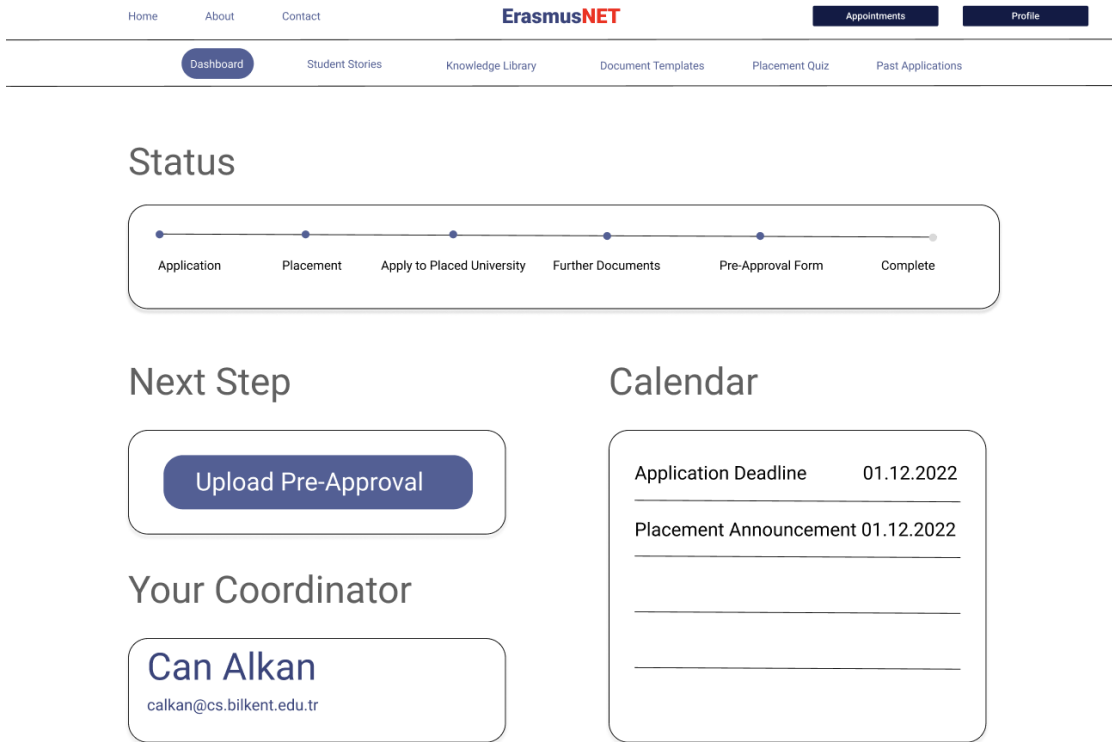 Home About Contact ErasmusNET Appointments Profile
Dashboard Student Stories Knowledge Library Document Templates Placement Quiz Past Applications
Status
Application Placement Apply to Placed University Further Documents Pre-Approval Form Complete
Next Step
Upload Pre-Approval
Your Coordinator
Can Alkan
calkan@cs.bilkent.edu.tr
Calendar
Application Deadline 01.12.2022
Placement Announcement 01.12.2022